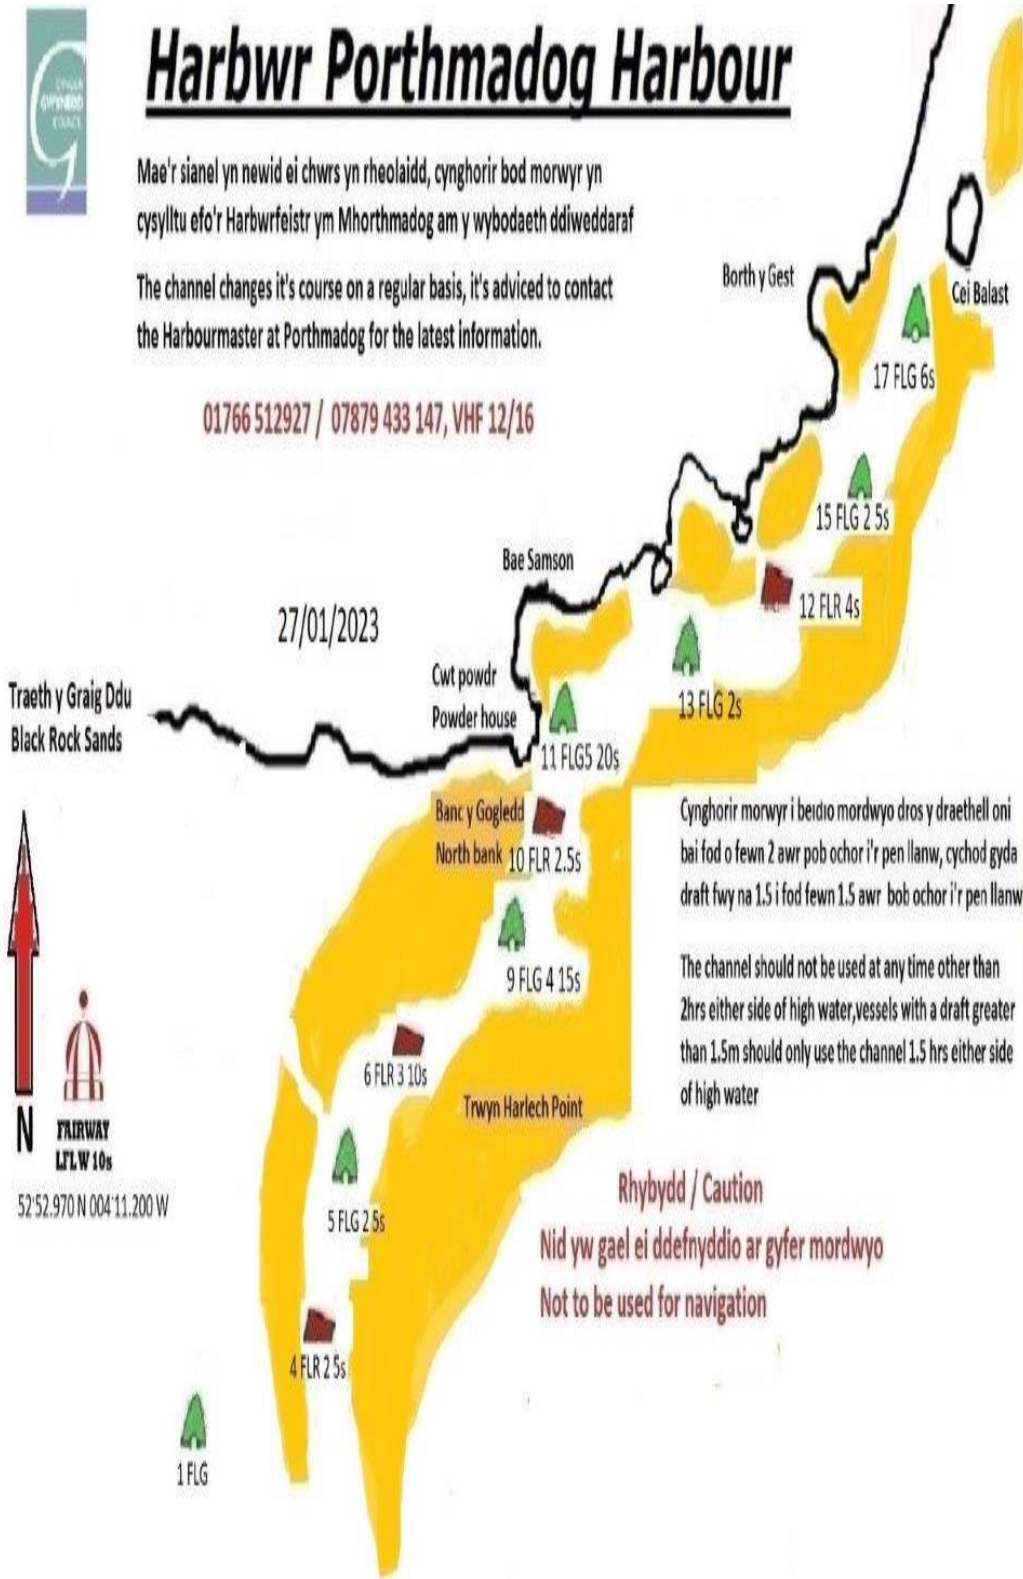 CYNGOR
GWYNEDD
COUNCIL
Harbwr Porthmadog Harbour
Mae'r sianel yn newid ei chwrs yn rheolaidd, cynghorir bod morwyr yn
cysylltu efo'r Harbwrfeistr ym Mhorthmadog am y wybodaeth ddiweddaraf
The channel changes it's course on a regular basis, it's adviced to contact
the Harbourmaster at Porthmadog for the latest information.
01766 512927 / 07879 433 147, VHF 12/16
Borth y Gest
Cei Balast
17 FLG 6s
15 FLG 2 5s
Bae Samson
12 FLR 4s
27/01/2023
Cwt powdr
Powder house
13 FLG 2s
Traeth y Graig Ddu
Black Rock Sands
11 FLG5 20s
Banc y Gogledd
North bank
10 FLR 2.5s
Cynghorir morwyr i beidio mordwyo dros y draethell oni
bai fod o fewn 2 awr pob ochor i'r pen llanw, cychod gyda
draft fwy na 1.5 i fod fewn 1.5 awr bob ochor i'r pen llanw
9 FLG 4 15s
The channel should not be used at any time other than
2hrs either side of high water,vessels with a draft greater
than 1.5m should only use the channel 1.5 hrs either side
of high water
6 FLR 3 10s
Trwyn Harlech Point
N
FAIRWAY
LFLW 10s
52'52.970 N 004'11.200 W
5 FLG 2 5s
Rhybydd / Caution
Nid yw gael ei ddefnyddio ar gyfer mordwyo
Not to be used for navigation
4 FLR 2 5s
1 FLG